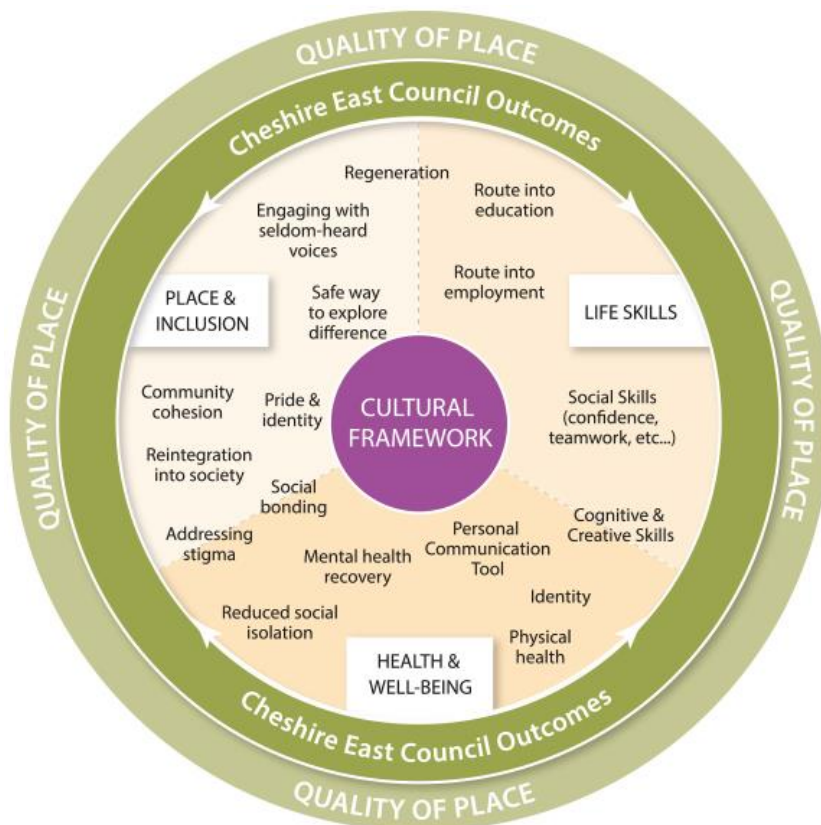 QUALITY OF PLACE
Cheshire East Council Outcomes
Regeneration
Engaging with
seldom-heard
voices
Safe way
to explore
difference
PLACE &
INCLUSION
Community
cohesion
Pride &
identity
Reintegration
into society
Social
bonding
Addressing
stigma
Route into
education
Route into
employment
LIFE SKILLS
Social Skills
(confidence,
teamwork, etc...)
Cognitive &
Creative Skills
CULTURAL
FRAMEWORK
Mental health
recovery
Personal
Communication
Tool
Reduced social
isolation
Identity
Physical
health
HEALTH &
WELL-BEING
Cheshire East Council Outcomes
QUALITY OF PLACE
QUALITY OF PLACE
QUALITY OF PLACE